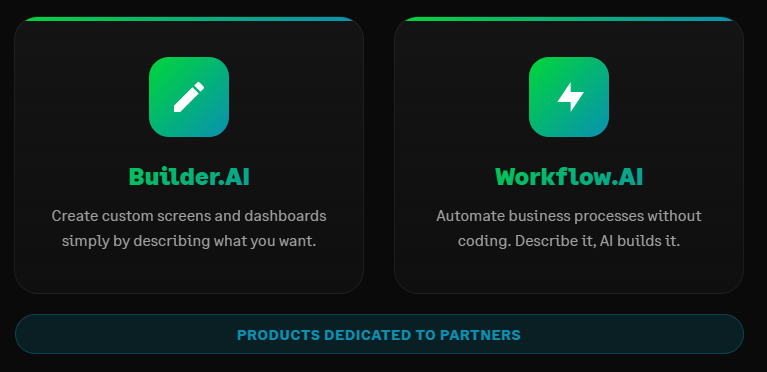 Builder.AI
Create custom screens and dashboards
simply by describing what you want.
Workflow.AI
Automate business processes without
coding. Describe it, AI builds it.
PRODUCTS DEDICATED TO PARTNERS